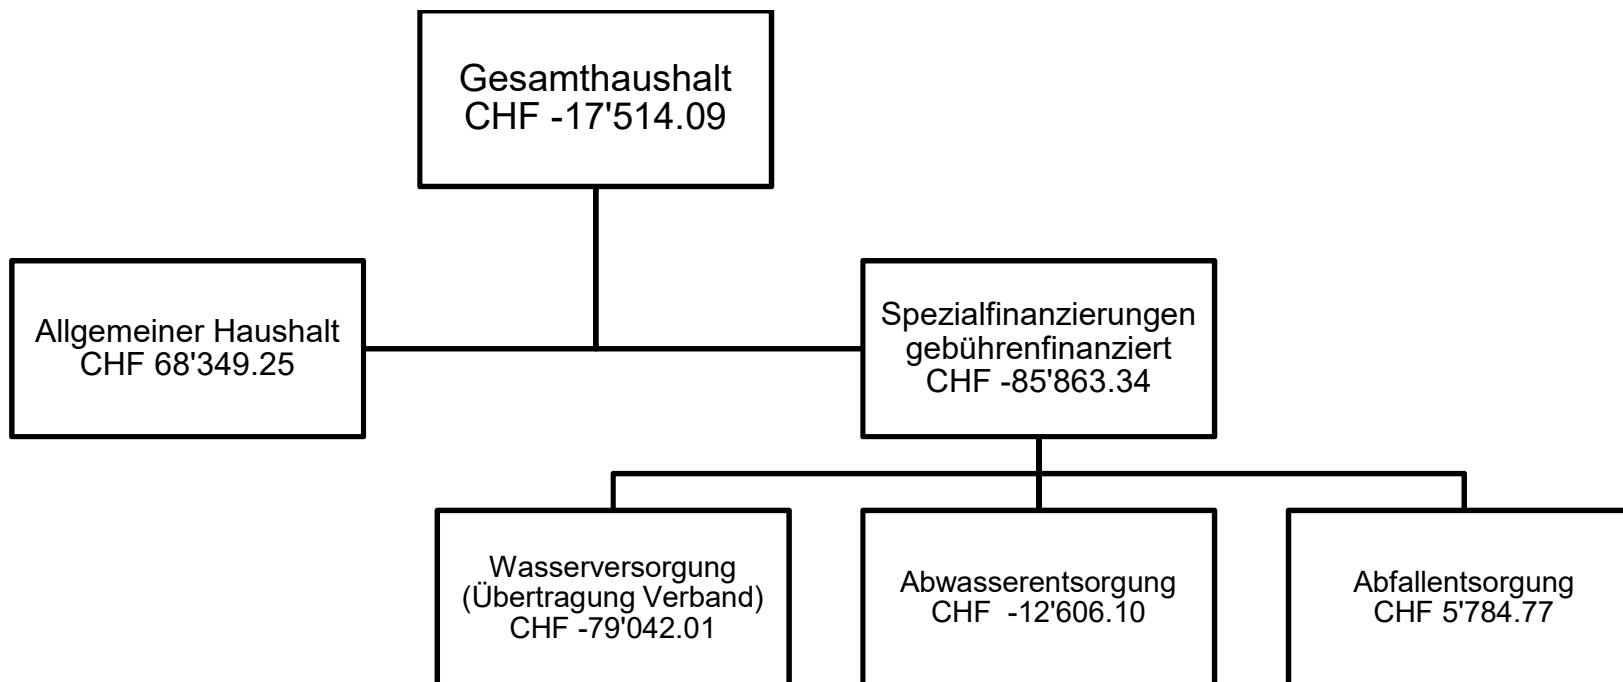 Gesamthaushalt
CHF -17'514.09
Allgemeiner Haushalt
CHF 68'349.25
Spezialfinanzierungen
gebührenfinanziert
CHF -85'863.34
Wasserversorgung
(Übertragung Verband)
CHF -79'042.01
Abwasserentsorgung
CHF  -12'606.10
Abfallentsorgung
CHF 5'784.77